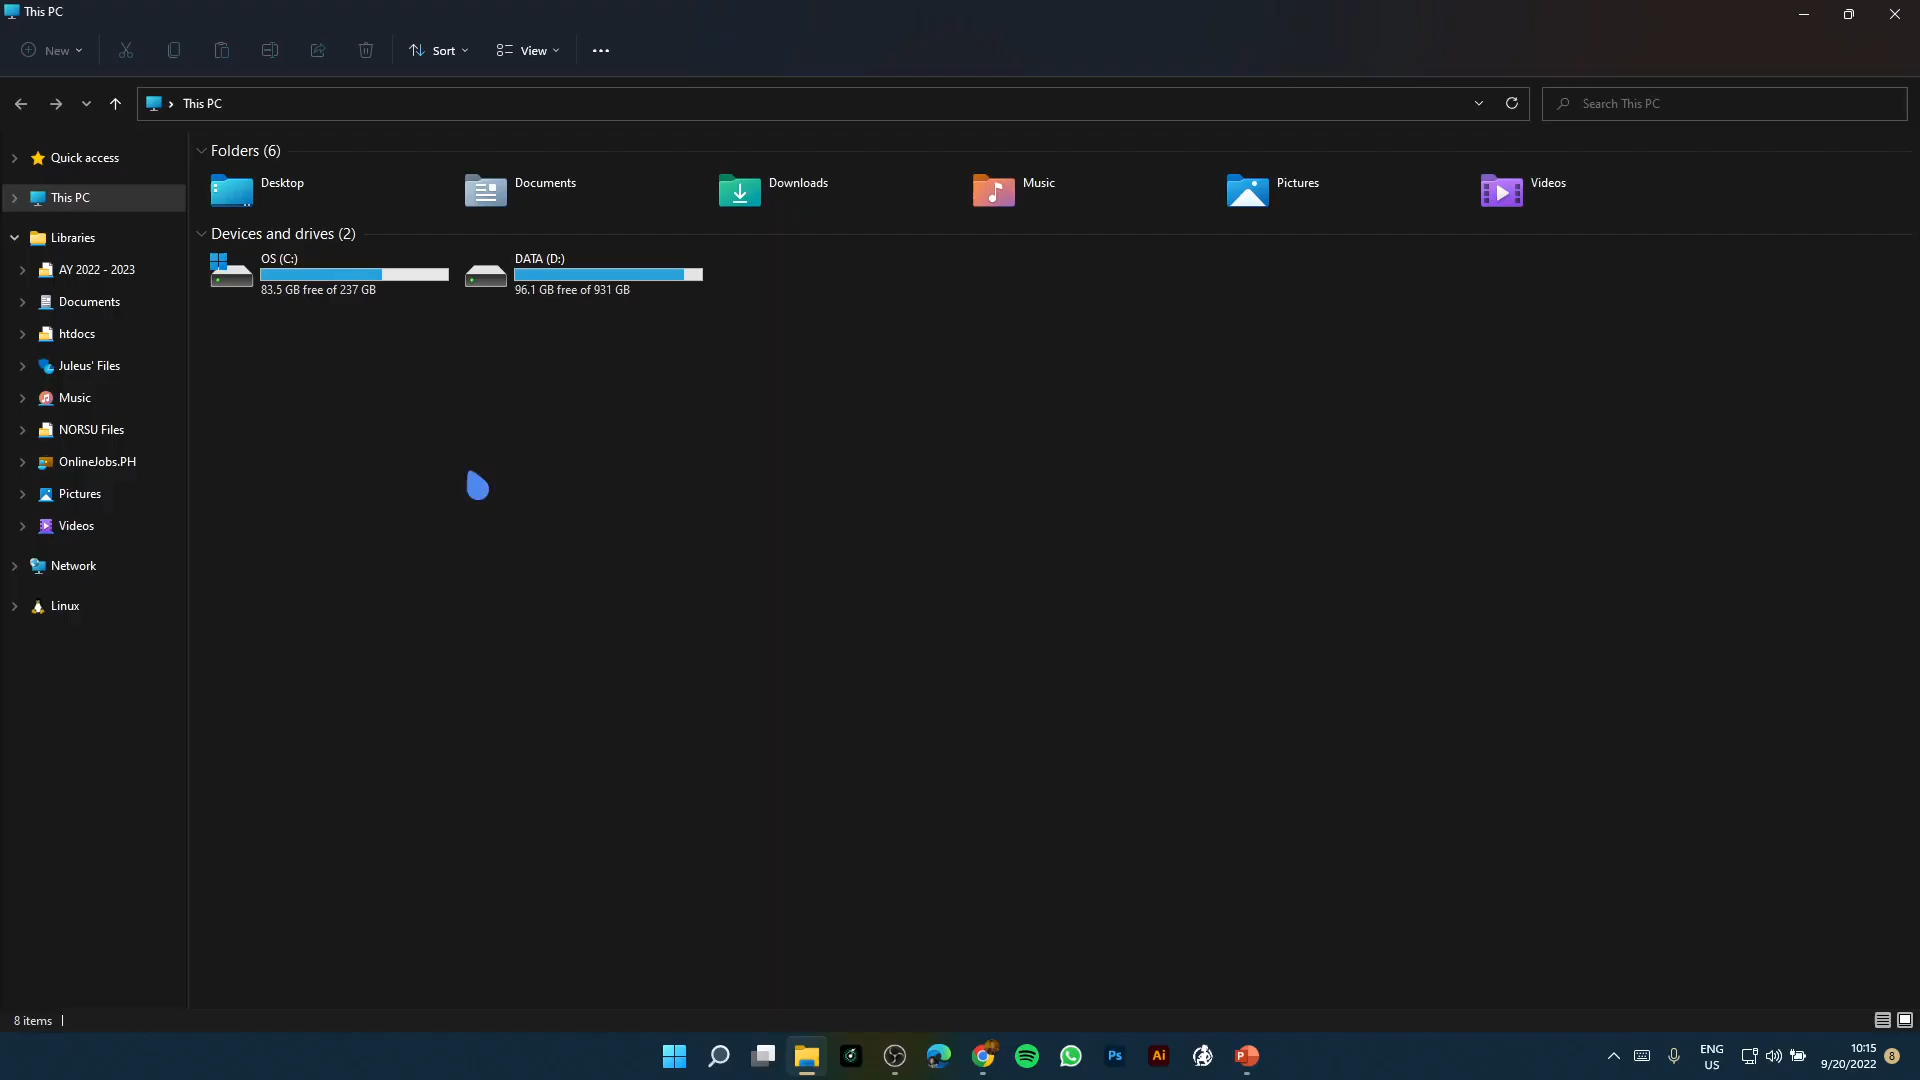 This PC
New
Sort
View
This PC
Search This PC
Quick access
This PC
Libraries
AY 2022 - 2023
Documents
htdocs
Juleus' Files
Music
NORSU Files
OnlineJobs.PH
Pictures
Videos
Network
Linux
Folders (6)
Desktop
Documents
Downloads
Music
Pictures
Videos
Devices and drives (2)
OS (C:)
83.5 GB free of 237 GB
DATA (D:)
96.1 GB free of 931 GB
8 items
Ps
Ai
P
ENG
US
10:15
9/20/2022
8